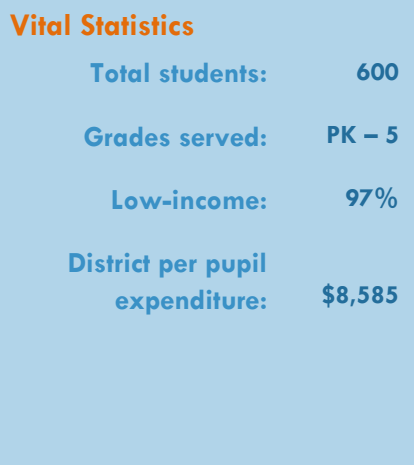 Vital Statistics
Total students: 600
Grades served: PK – 5
Low-income: 97%
District per pupil
expenditure: $8,585